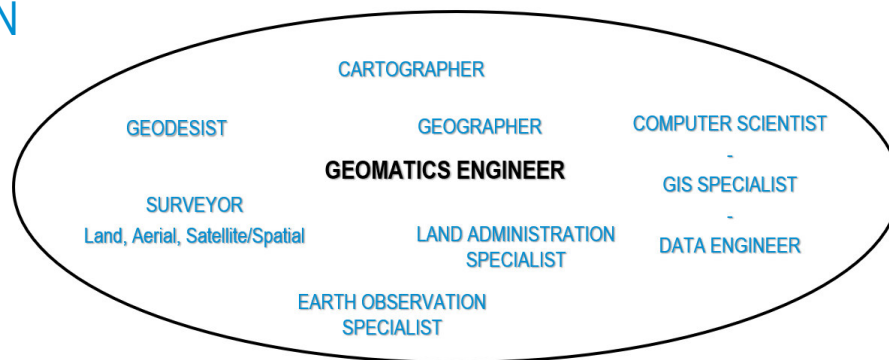 N
CARTOGRAPHER
GEODESIST
GEOGRAPHER
COMPUTER SCIENTIST
-
GIS SPECIALIST
-
DATA ENGINEER
GEOMATICS ENGINEER
SURVEYOR
Land, Aerial, Satellite/Spatial
LAND ADMINISTRATION
SPECIALIST
EARTH OBSERVATION
SPECIALIST